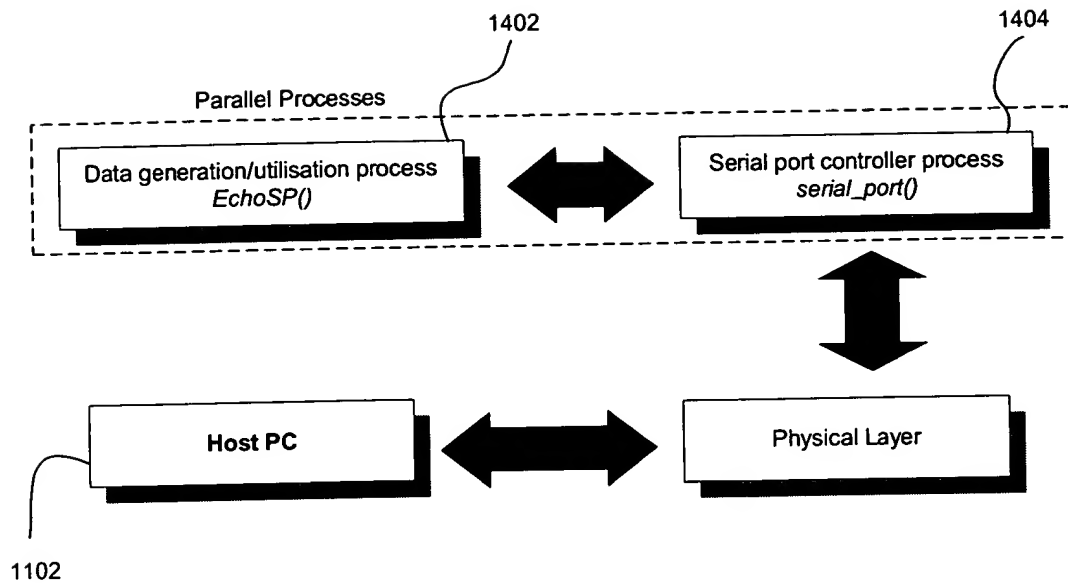 1402
1404
Parallel Processes
Data generation/utilisation process
EchoSP()
Serial port controller process
serial_port()
Host PC
Physical Layer
1102